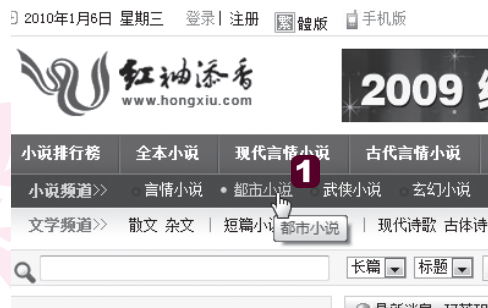 2010年1月6日 星期三 登录 | 注册 繁體版 手机版
红袖添香
www.hongxiu.com
2009
小说排行榜 全本小说 现代言情小说 古代言情小说
1
小说频道>> 言情小说 • 都市小说 武侠小说 玄幻小说
文学频道>> 散文 杂文 | 短篇小 | 现代诗歌 古体诗
都市小说
长篇 标题